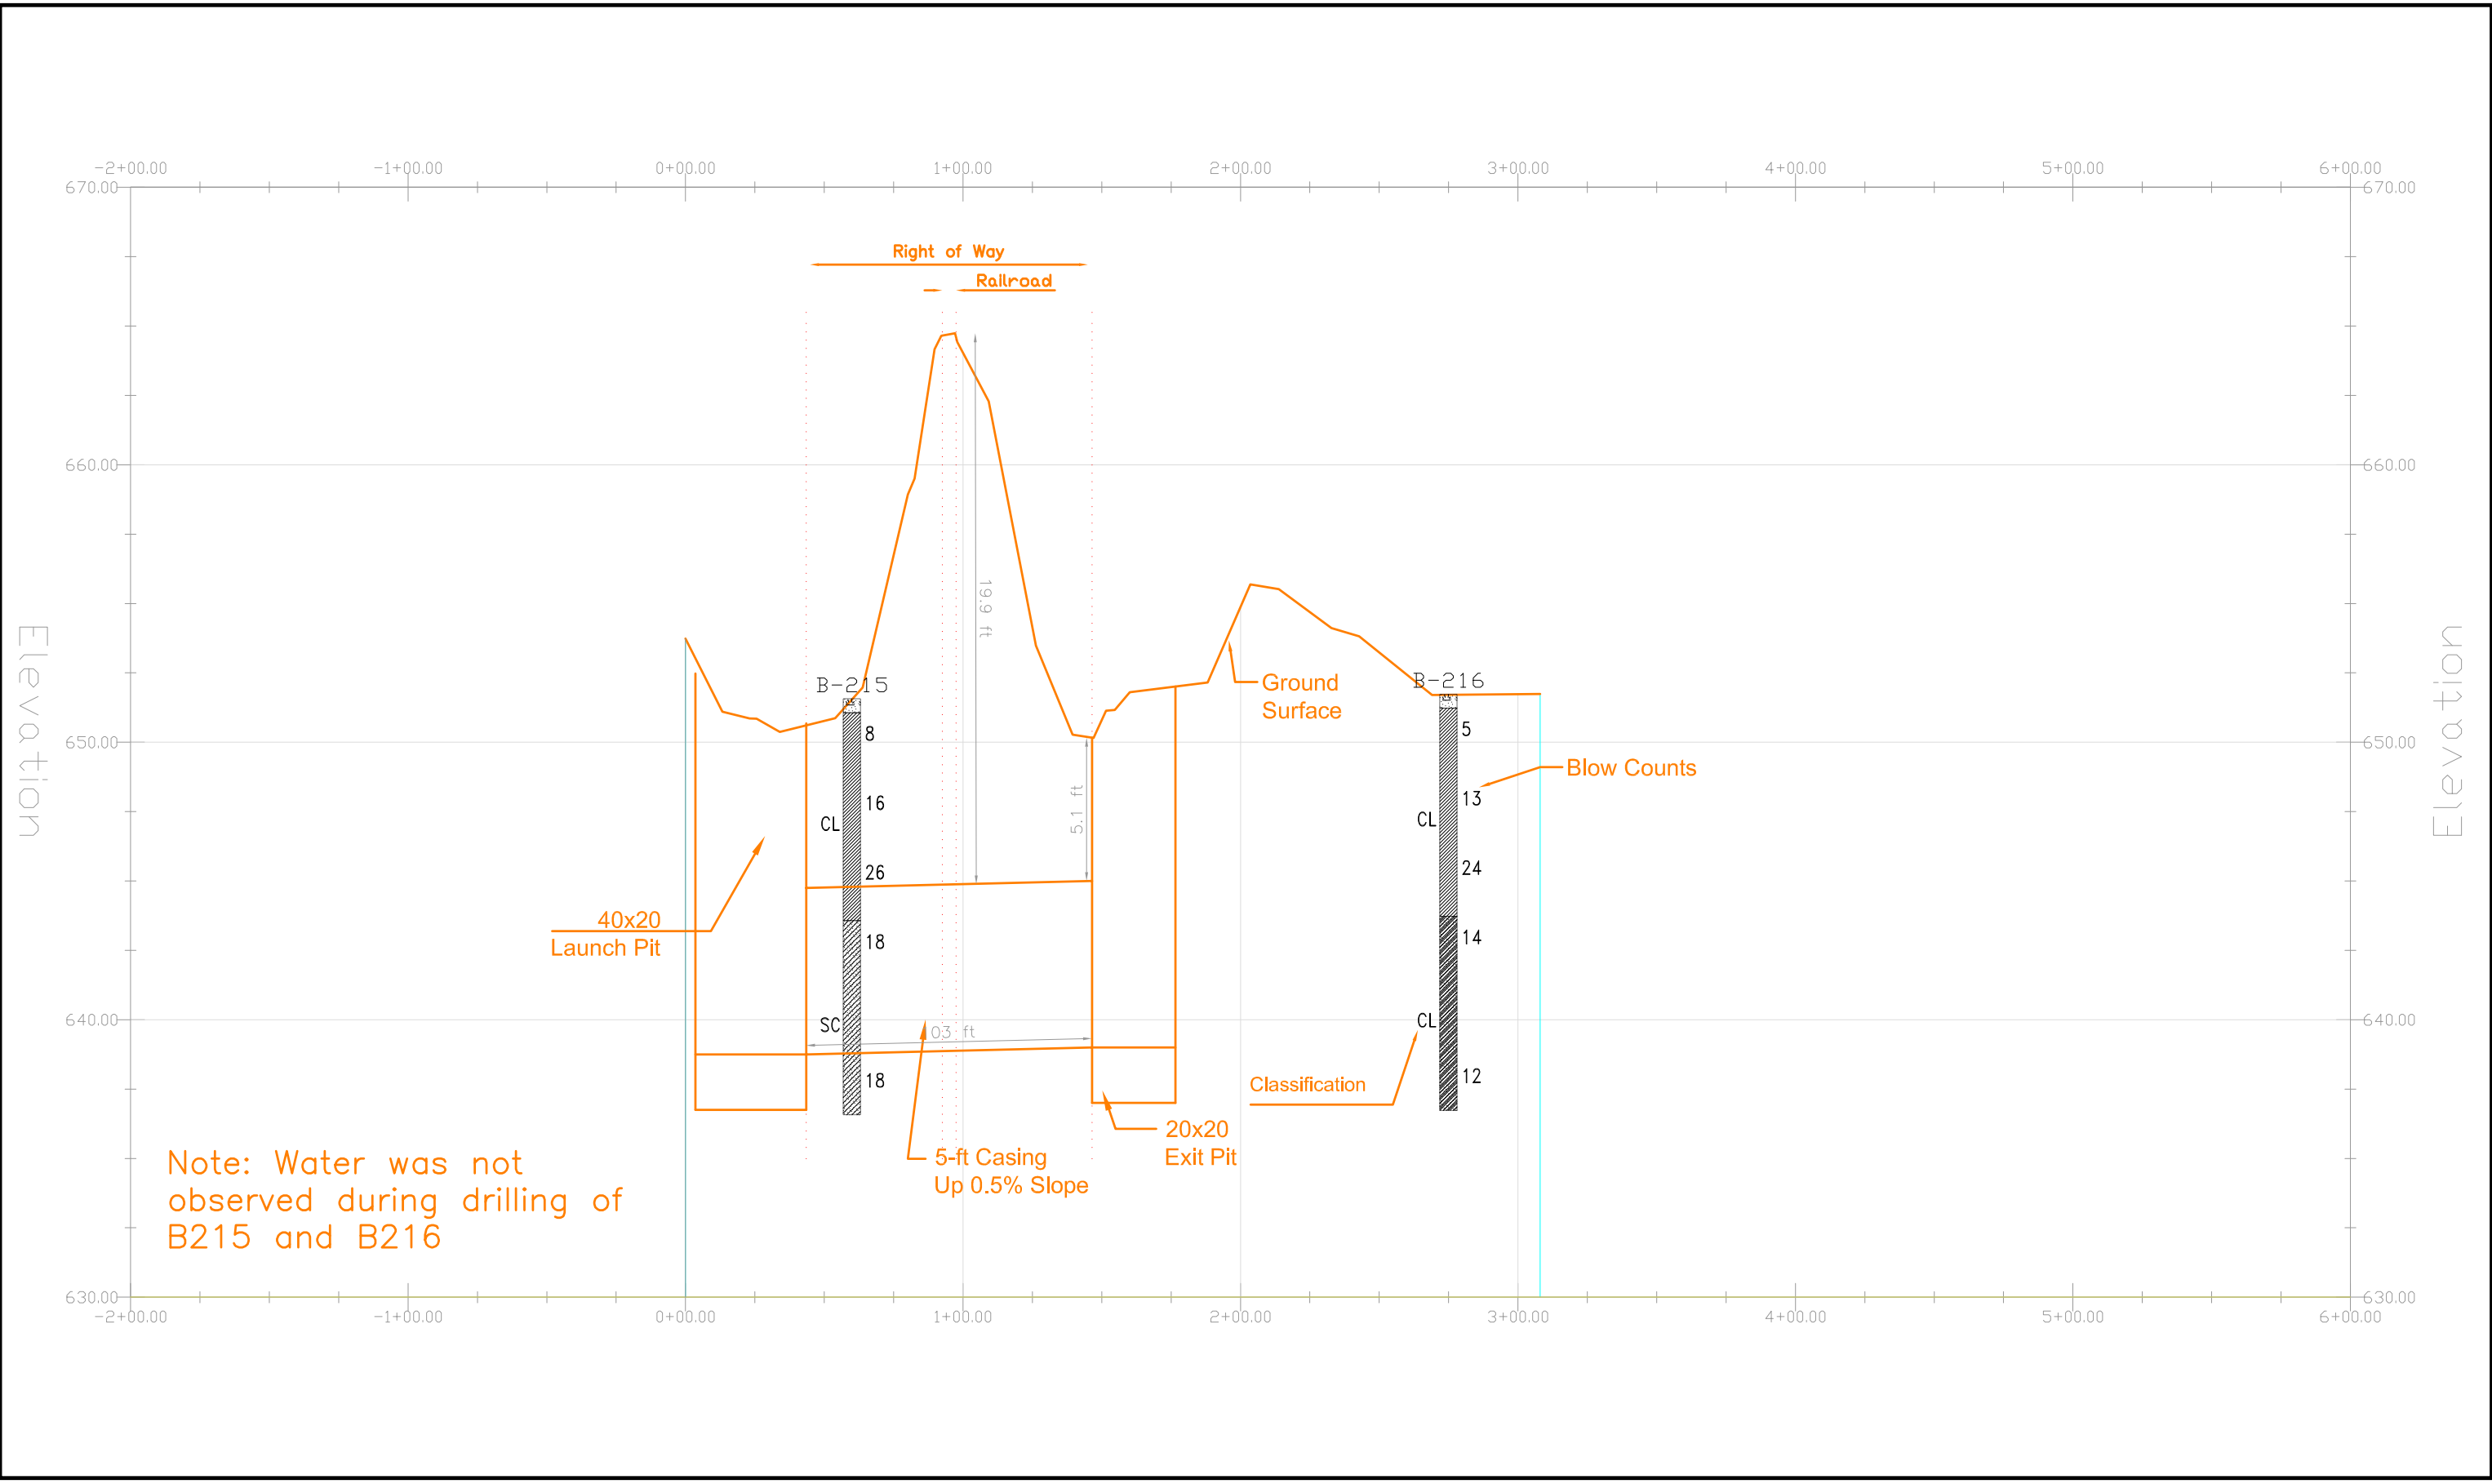 -2+00.00 -1+00.00 0+00.00 1+00.00 2+00.00 3+00.00 4+00.00 5+00.00 6+00.00
670.00 670.00
Right of Way
Railroad
660.00 660.00
19.9 ft
Elevation Elevation
B-215 B-216
Ground
Surface
8 5
650.00 650.00
Blow Counts
16 13
5.1 ft
CL CL
26 24
40x20
Launch Pit
18 14
640.00 640.00
SC CL
03 ft
18 12
Classification
20x20
Exit Pit
5-ft Casing
Up 0.5% Slope
Note: Water was not
observed during drilling of
B215 and B216
630.00 630.00
-2+00.00 -1+00.00 0+00.00 1+00.00 2+00.00 3+00.00 4+00.00 5+00.00 6+00.00